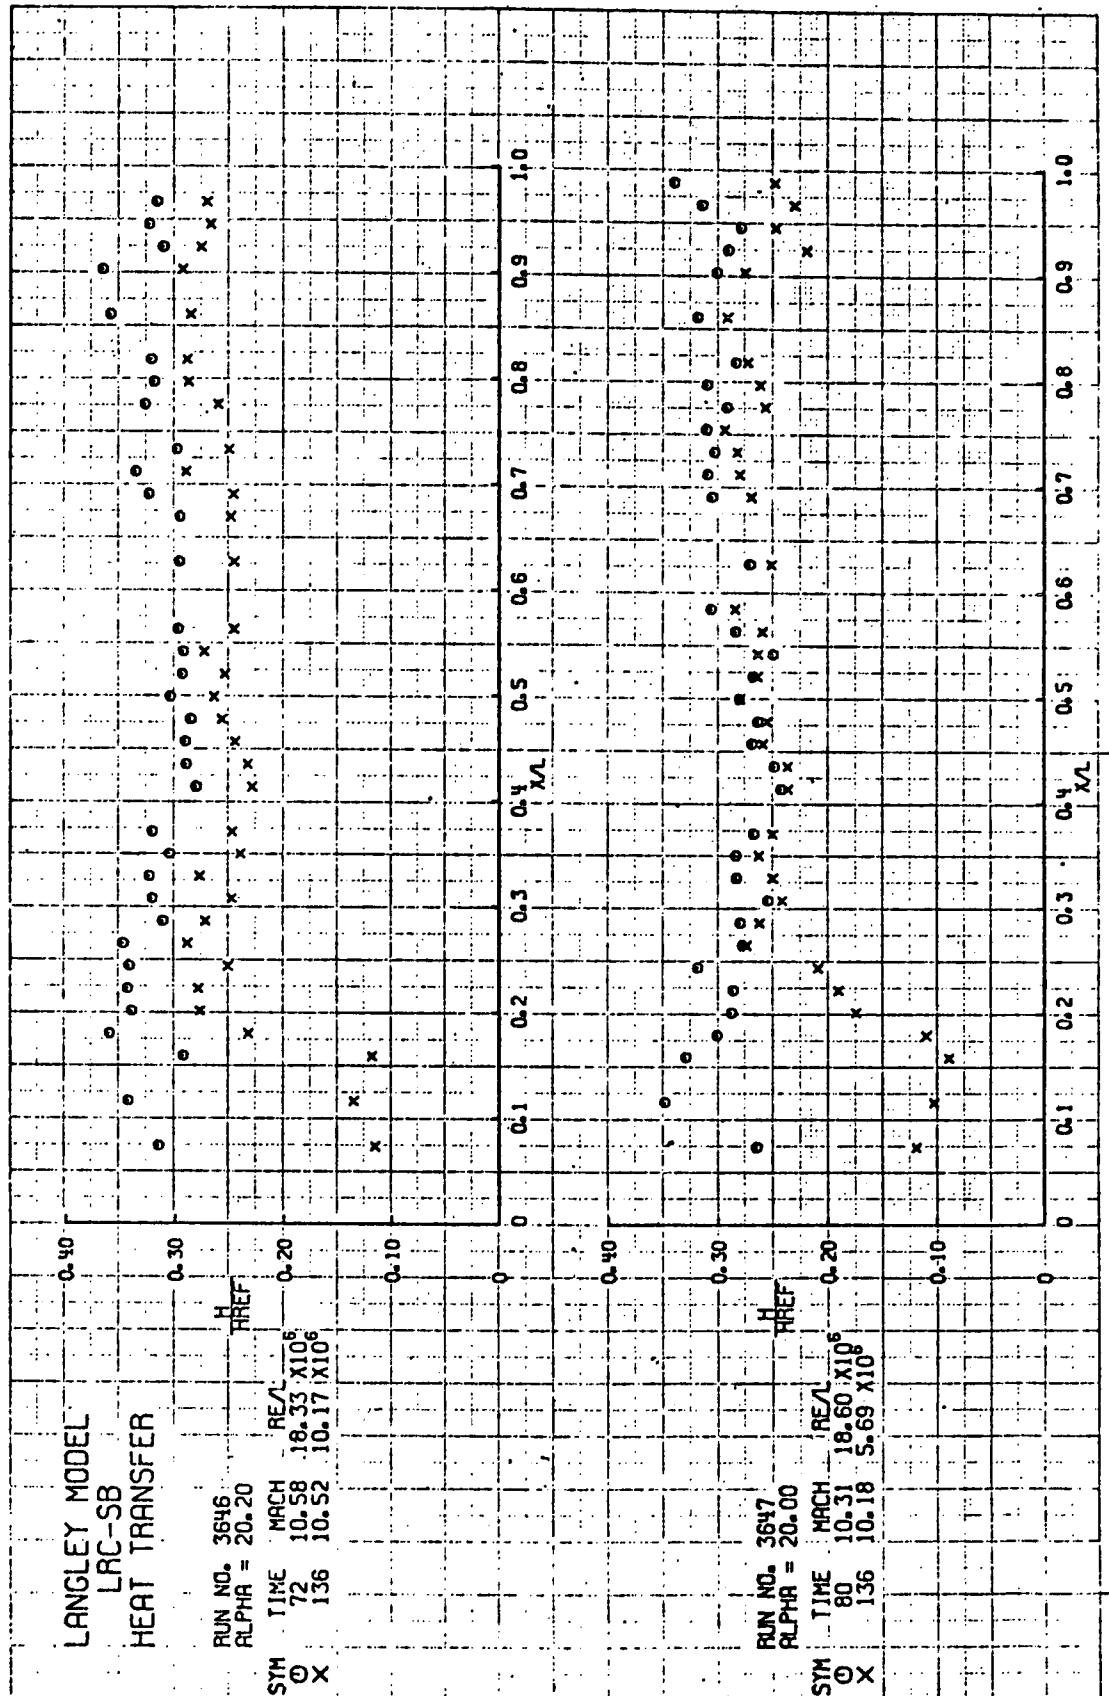 LANGLEY MODEL
LRC-SB
HEAT TRANSFER
RUN NO. 3646
ALPHA = 20.20
SYM TIME MACH RE/L
⊙ 72 10.58 18.33 X10⁶
X 136 10.52 10.17 X10⁶
H
HREF
0.40
0.30
0.20
0.10
0 0.1 0.2 0.3 0.4 0.5 0.6 0.7 0.8 0.9 1.0
X/L
RUN NO. 3647
ALPHA = 20.00
SYM TIME MACH RE/L
⊙ 80 10.31 18.60 X10⁶
X 136 10.18 5.69 X10⁶
H
HREF
0.40
0.30
0.20
0.10
0
0 0.1 0.2 0.3 0.4 0.5 0.6 0.7 0.8 0.9 1.0
X/L